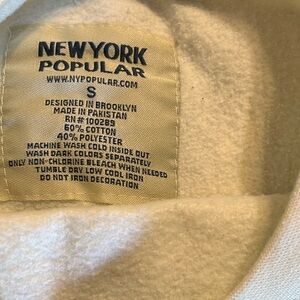 NEW YORK
POPULAR
WWW.NYPOPULAR.COM
S
DESIGNED IN BROOKLYN
MADE IN PAKISTAN
RN# 100289
60% COTTON
40% POLYESTER
MACHINE WASH COLD INSIDE OUT
WASH DARK COLORS SEPARATELY
ONLY NON-CHLORINE BLEACH WHEN NEEDED
TUMBLE DRY LOW COOL IRON
DO NOT IRON DECORATION